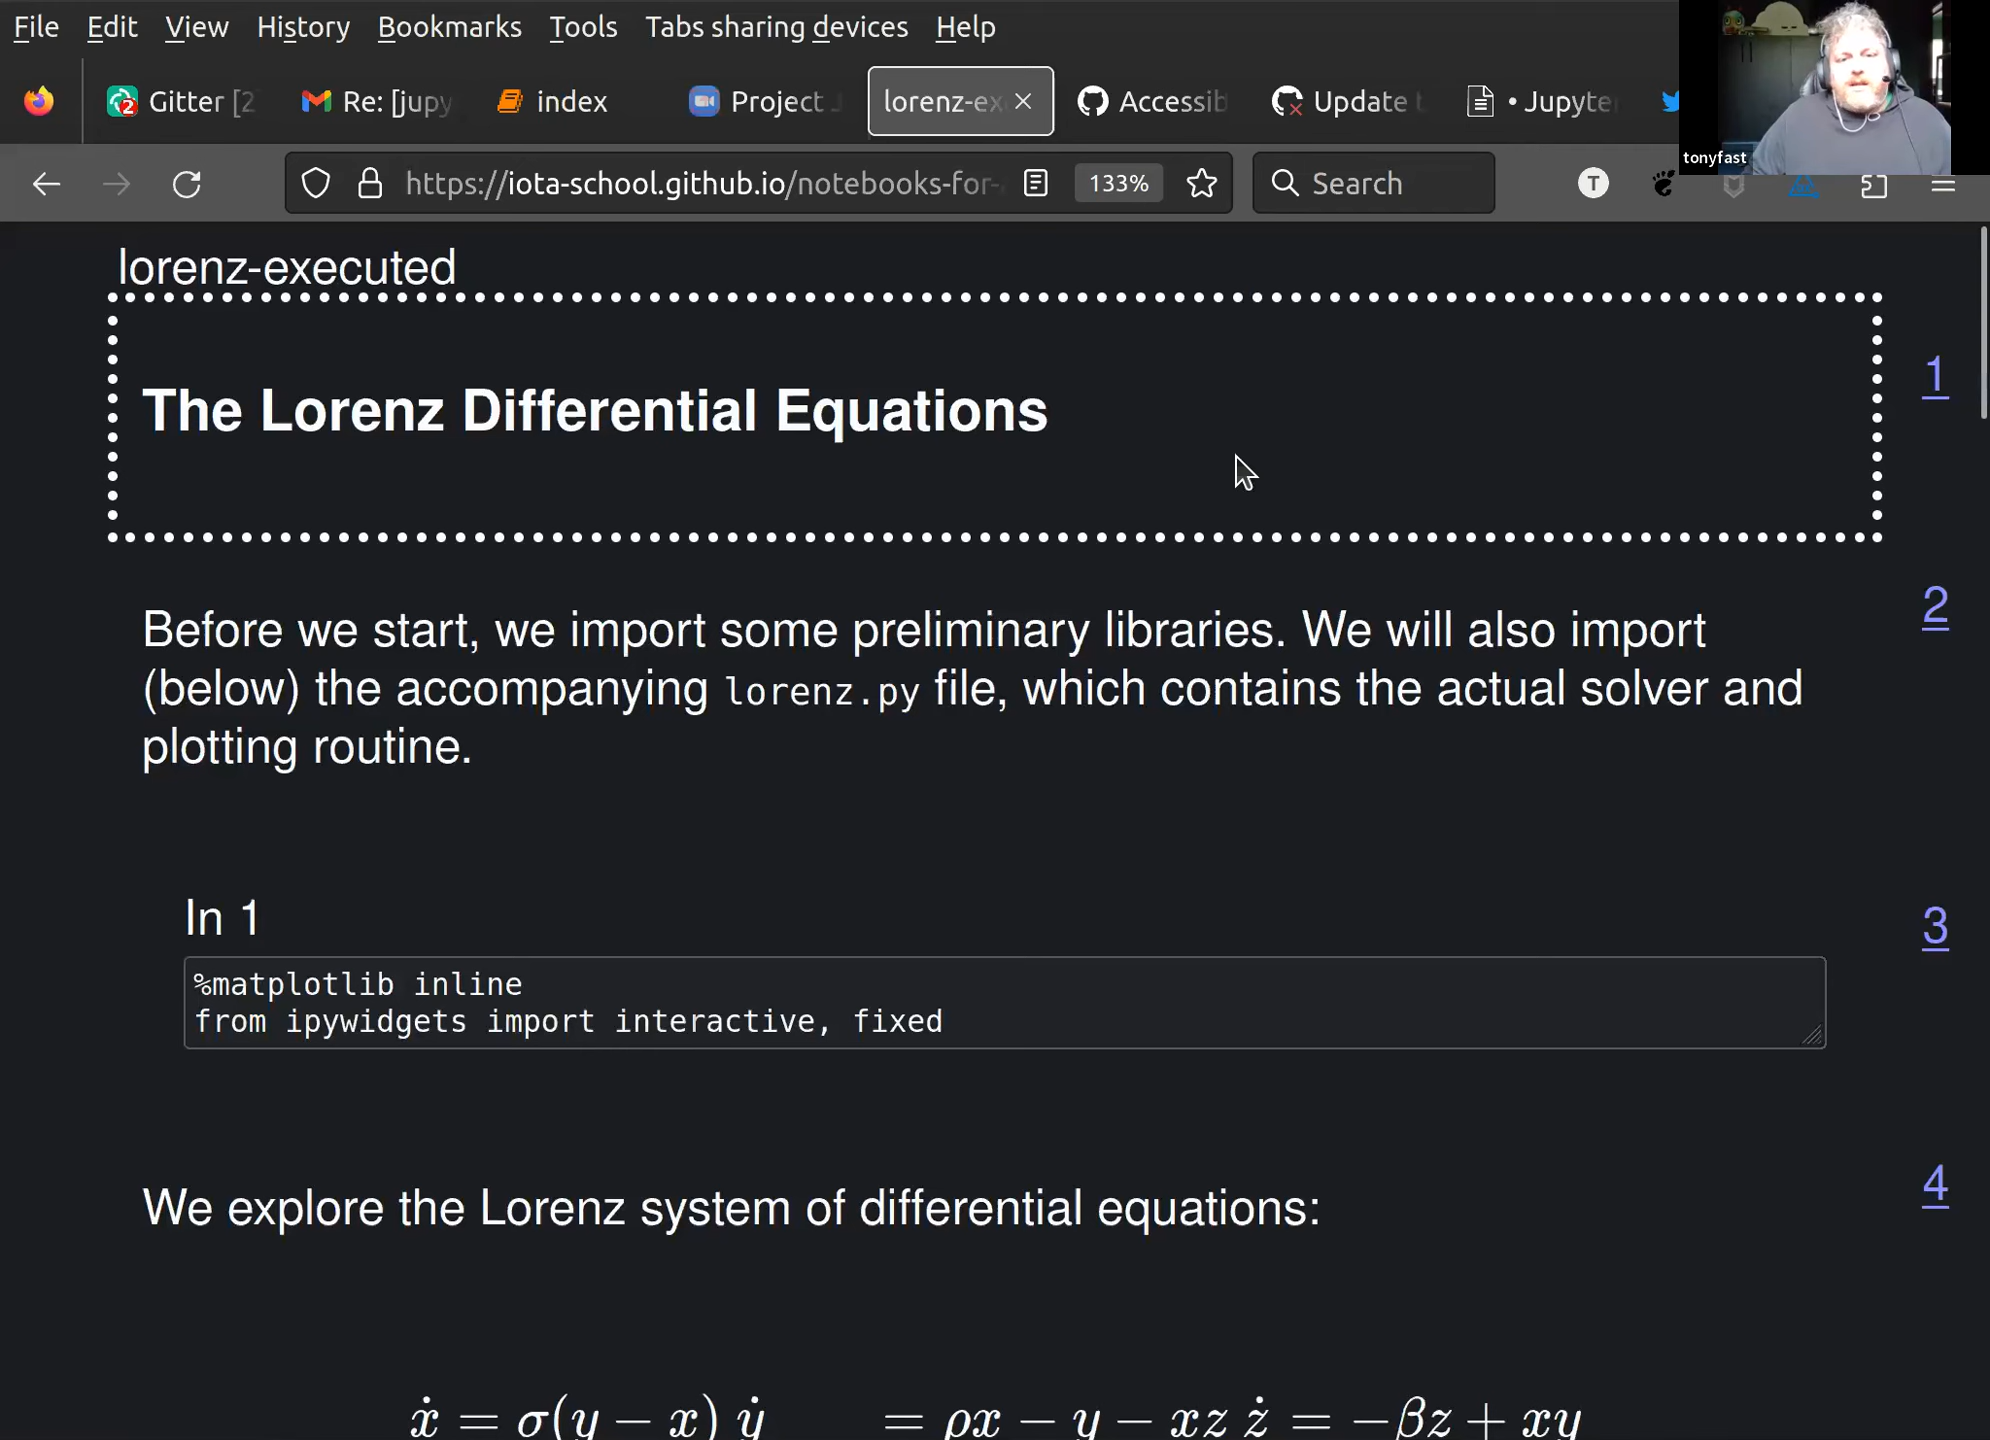 File Edit View History Bookmarks Tools Tabs sharing devices Help
Gitter [2 Re: [jupy index Project lorenz-ex Accessib Update t • Jupyte
tonyfast
https://iota-school.github.io/notebooks-for- 133% Search T
lorenz-executed
The Lorenz Differential Equations
1
Before we start, we import some preliminary libraries. We will also import
2
(below) the accompanying lorenz.py file, which contains the actual solver and
plotting routine.
In 1
3
%matplotlib inline
from ipywidgets import interactive, fixed
We explore the Lorenz system of differential equations:
4
ẋ = σ(y − x) ẏ = ρx − y − xz ż = −βz + xy